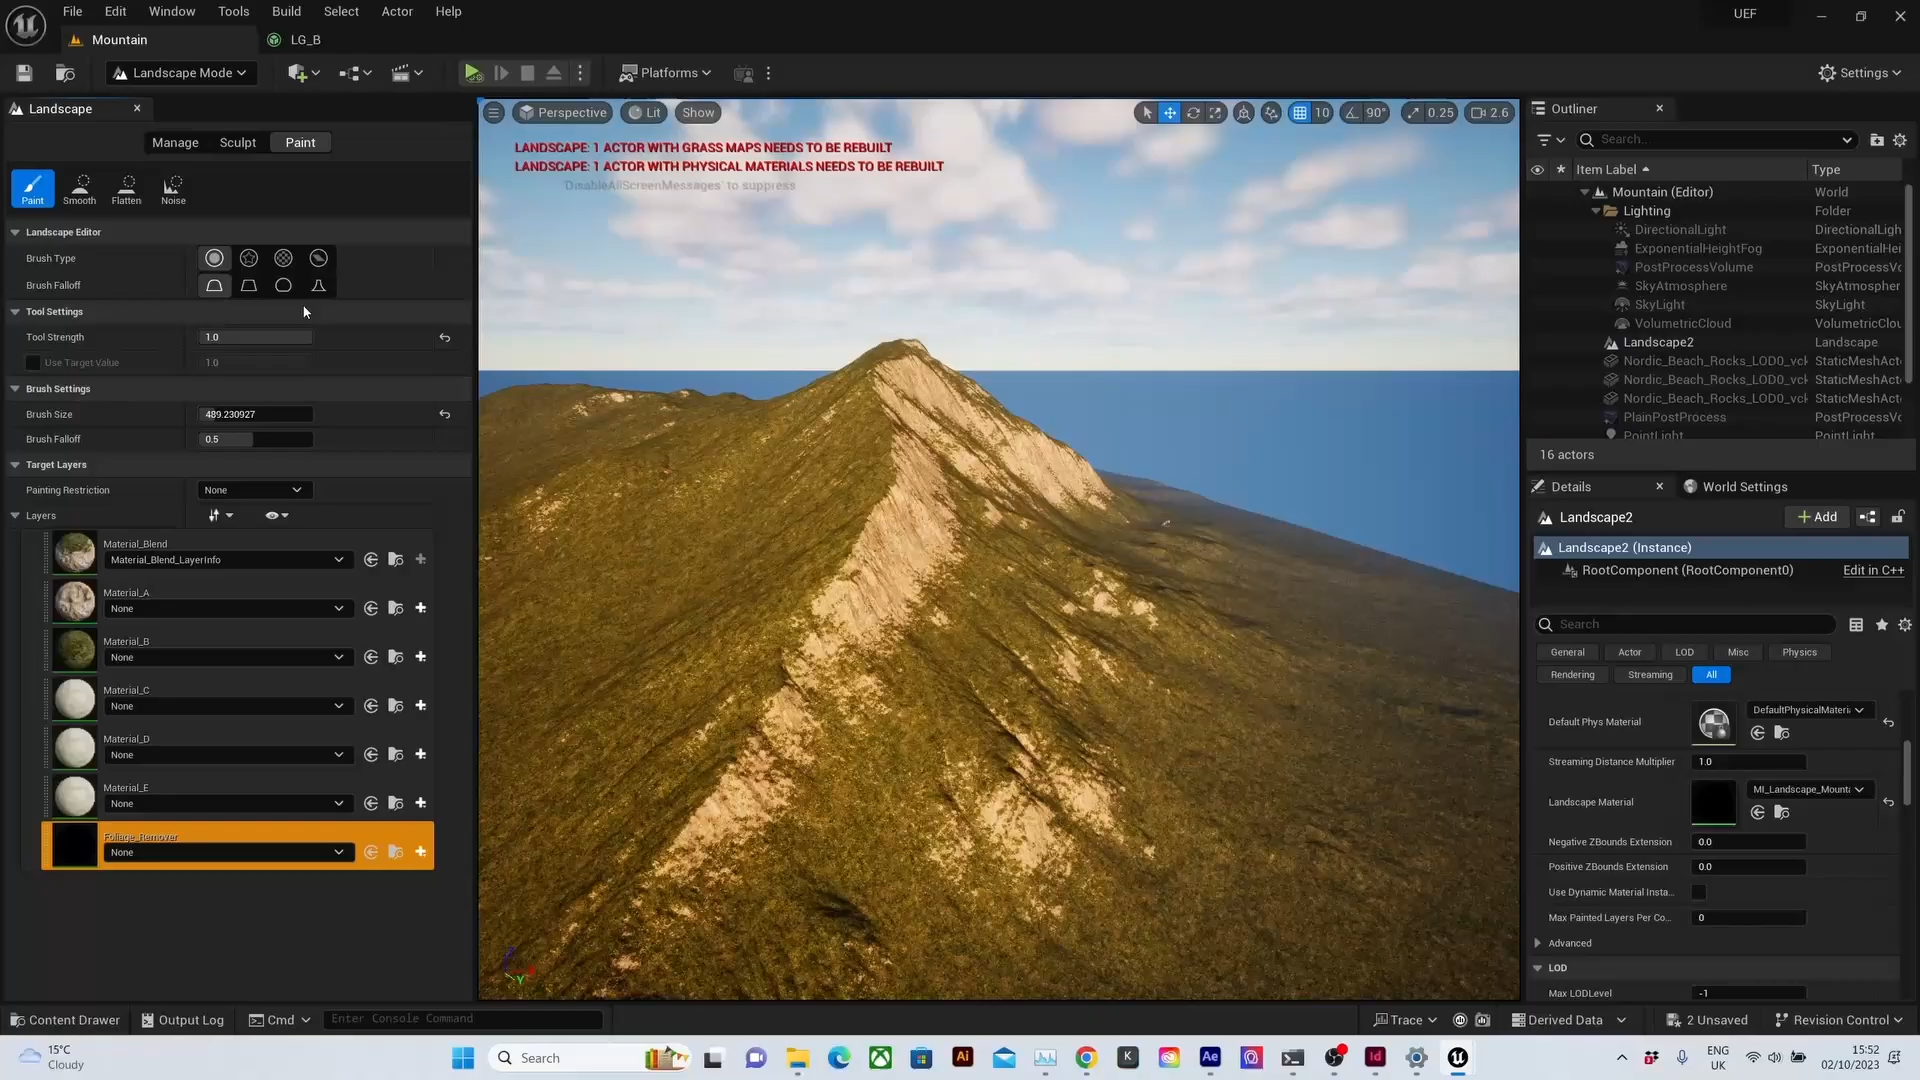 File Edit Window Tools Build Select Actor Help
UEF
Mountain
LG_B
Landscape Mode
Platforms
Settings
Landscape
Manage Sculpt Paint
Paint Smooth Flatten Noise
Landscape Editor
Brush Type
Brush Falloff
Tool Settings
Tool Strength 1.0
Use Target Value 1.0
Brush Settings
Brush Size 489.230927
Brush Falloff 0.5
Target Layers
Painting Restriction None
Layers
Material_Blend
Material_Blend_LayerInfo
Material_A
None
Material_B
None
Material_C
None
Material_D
None
Material_E
None
Foliage_Remover
None
Perspective Lit Show
10 90° 0.25 2.6
LANDSCAPE: 1 ACTOR WITH GRASS MAPS NEEDS TO BE REBUILT
LANDSCAPE: 1 ACTOR WITH PHYSICAL MATERIALS NEEDS TO BE REBUILT
'DisableAllScreenMessages' to suppress
Y
Outliner
Search...
Item Label Type
Mountain (Editor) World
Lighting Folder
DirectionalLight DirectionalLigh
ExponentialHeightFog ExponentialHei
PostProcessVolume PostProcessVo
SkyAtmosphere SkyAtmospher
SkyLight SkyLight
VolumetricCloud VolumetricClou
Landscape2 Landscape
Nordic_Beach_Rocks_LOD0_vck StaticMeshAct
Nordic_Beach_Rocks_LOD0_vck StaticMeshAct
Nordic_Beach_Rocks_LOD0_vck StaticMeshAct
PlainPostProcess PostProcessVo
PointLight PointLight
16 actors
Details
World Settings
Landscape2
Add
Landscape2 (Instance)
RootComponent (RootComponent0) Edit in C++
Search
General Actor LOD Misc Physics
Rendering Streaming All
Default Phys Material DefaultPhysicalMateri
Streaming Distance Multiplier 1.0
Landscape Material MI_Landscape_Mount
Negative ZBounds Extension 0.0
Positive ZBounds Extension 0.0
Use Dynamic Material Insta...
Max Painted Layers Per Co... 0
Advanced
LOD
Max LODLevel -1
Content Drawer Output Log Cmd Enter Console Command
Trace Derived Data 2 Unsaved Revision Control
15°C
Cloudy
Search
Ai
K
Ae
Id
ENG
UK
15:52
02/10/2023